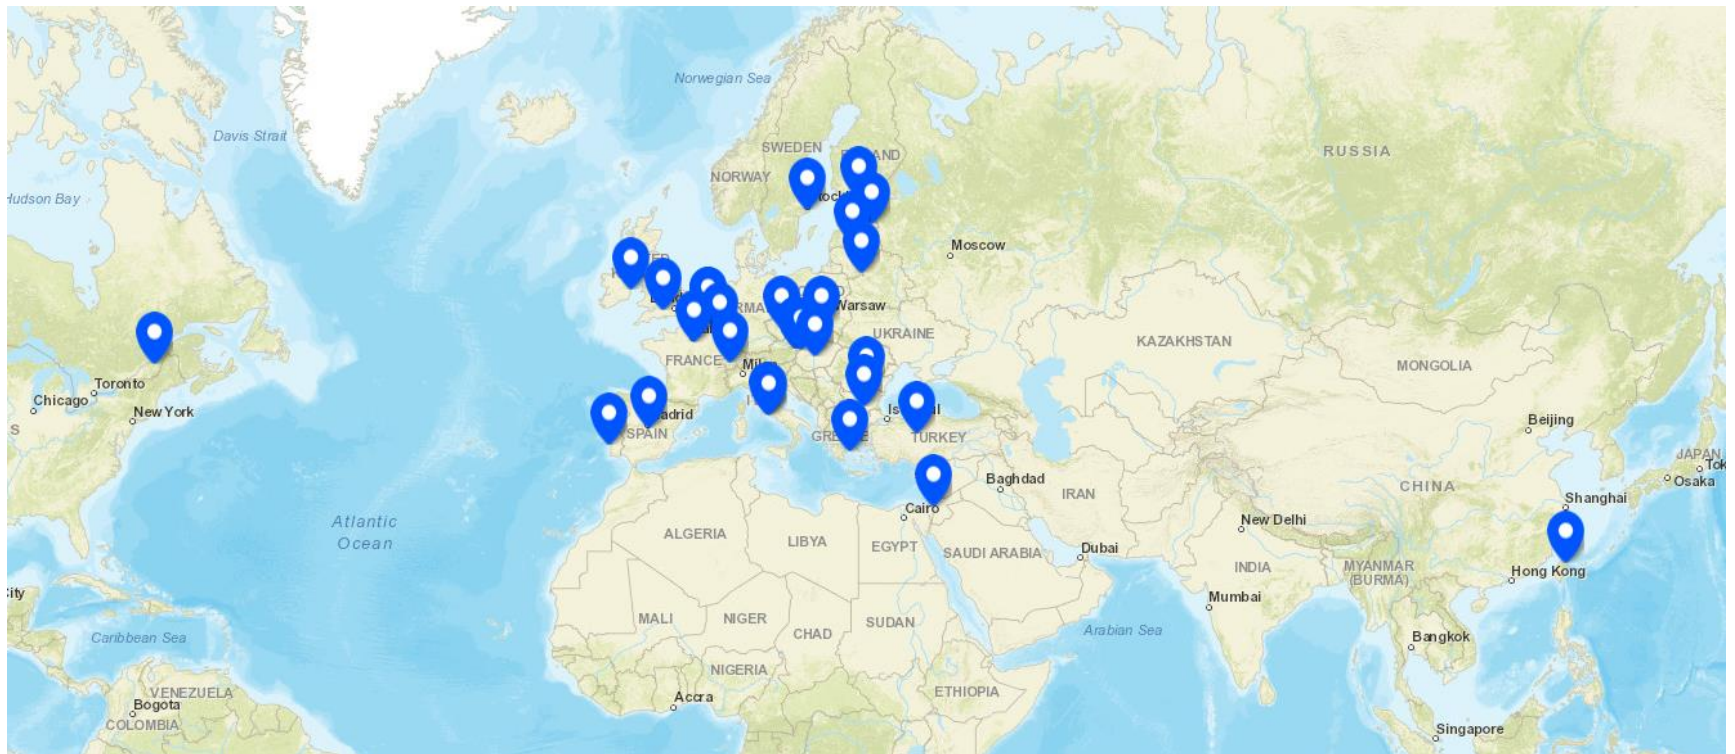 Norwegian Sea
Davis Strait
SWEDEN
RUSSIA
NORWAY
Hudson Bay
Moscow
Warsaw
UKRAINE
KAZAKHSTAN
FRANCE
MONGOLIA
Toronto
Chicago
New York
Beijing
SPAIN
TURKEY
JAPAN
Baghdad
Osaka
CHINA
IRAN
Shanghai
Cairo
Atlantic
Ocean
New Delhi
ALGERIA
LIBYA
EGYPT
SAUDI ARABIA
Dubai
INDIA
MYANMAR
(BURMA)
Hong Kong
Mumbai
MALI
NIGER
SUDAN
CHAD
Caribbean Sea
Arabian Sea
Bangkok
NIGERIA
VENEZUELA
ETHIOPIA
Bogota
Accra
COLOMBIA
Singapore